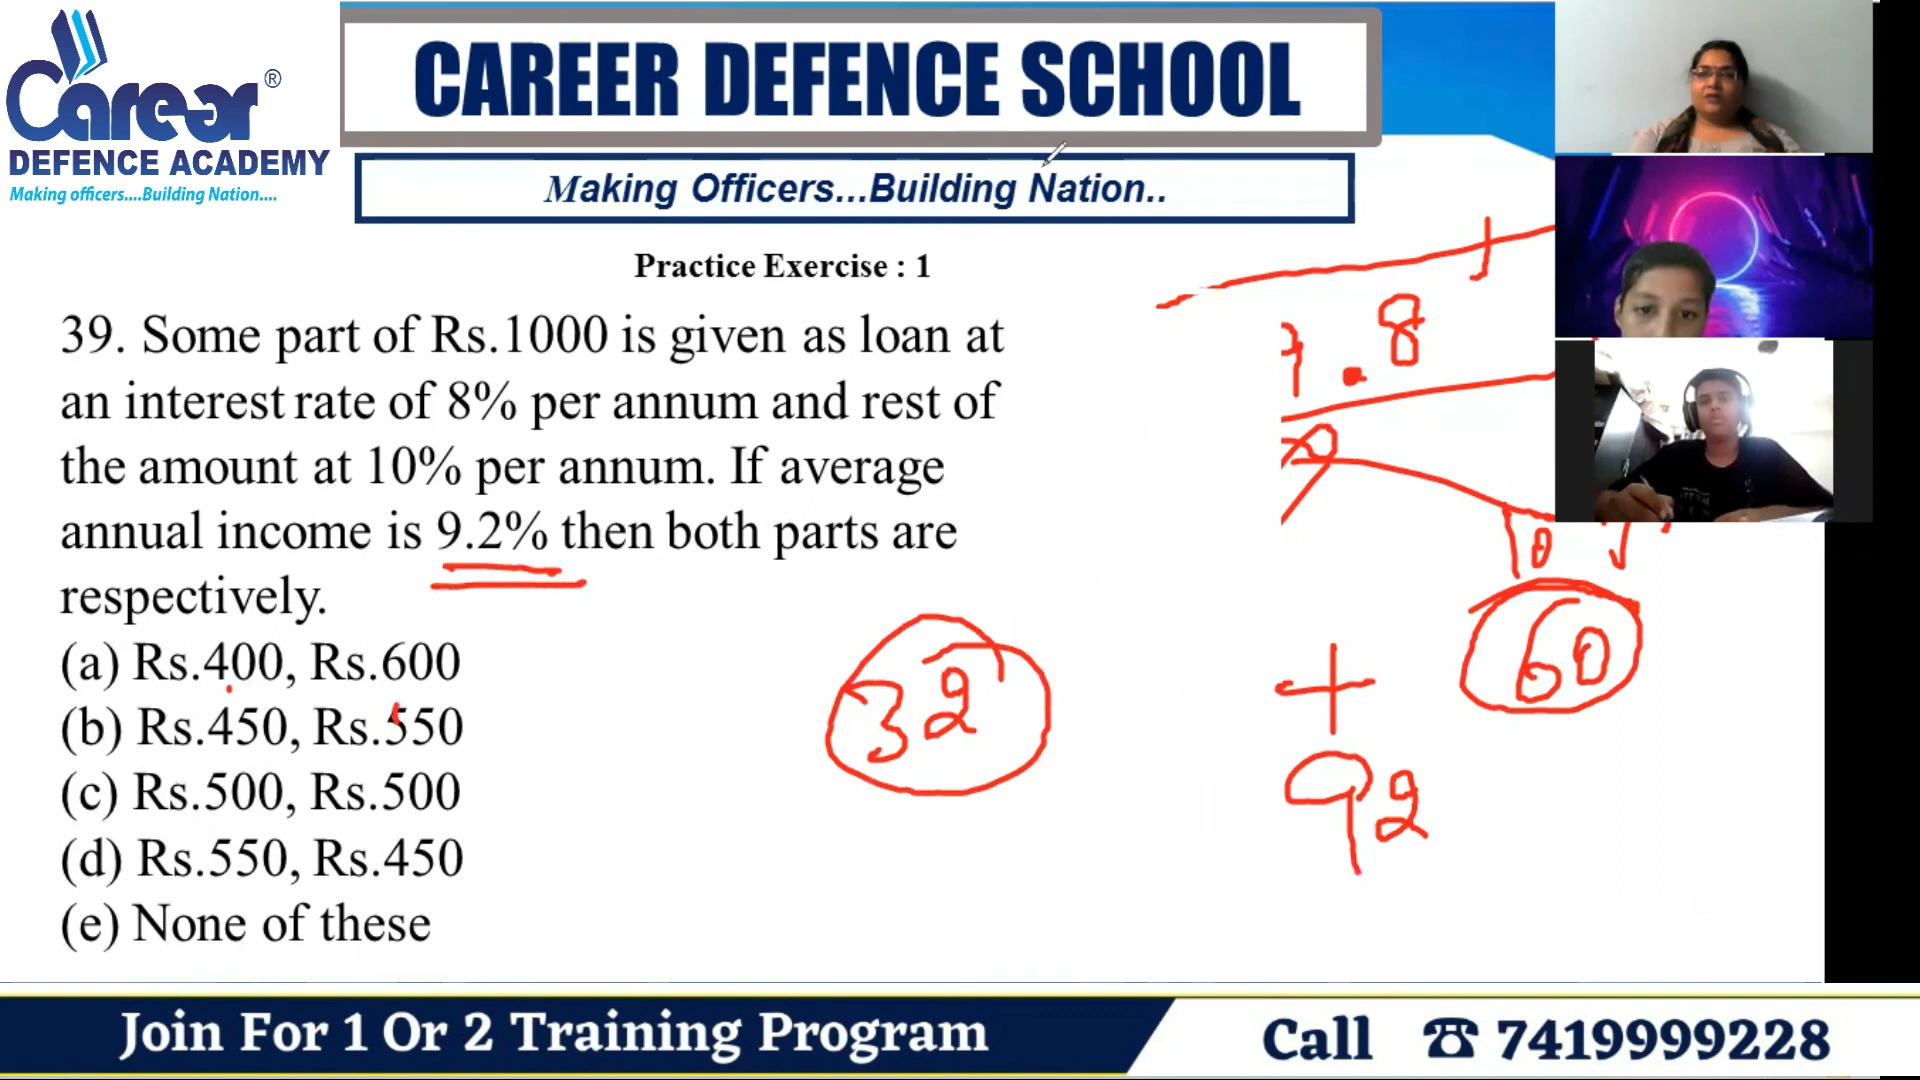 Career®
DEFENCE ACADEMY
Making officers....Building Nation....
CAREER DEFENCE SCHOOL
Making Officers...Building Nation..
Practice Exercise : 1
39. Some part of Rs.1000 is given as loan at
an interest rate of 8% per annum and rest of
the amount at 10% per annum. If average
annual income is 9.2% then both parts are
respectively.
(a) Rs.400, Rs.600
(b) Rs.450, Rs.550
(c) Rs.500, Rs.500
(d) Rs.550, Rs.450
(e) None of these
.8
10
32
+
60
92
Join For 1 Or 2 Training Program
Call ☎ 7419999228